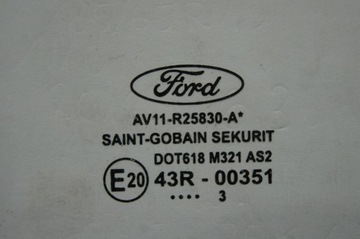 Ford
AV11-R25830-A*
SAINT-GOBAIN SEKURIT
DOT618 M321 AS2
E20 43R - 00351
.... 3